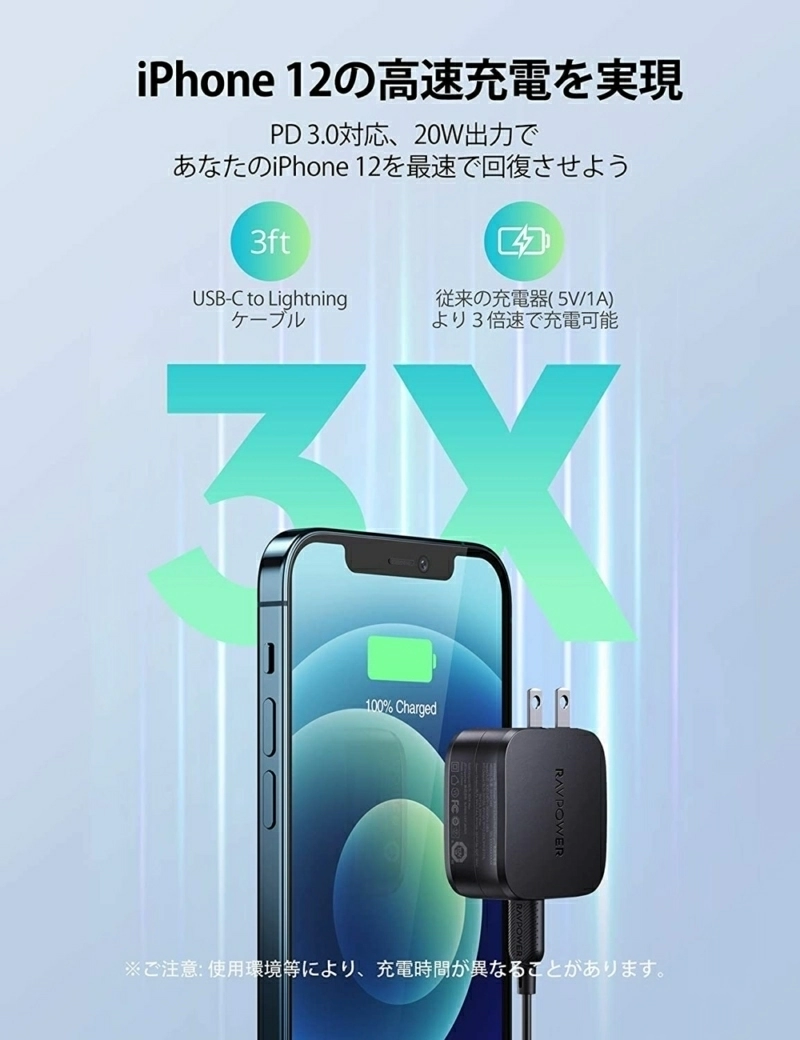 iPhone 12の高速充電を実現
PD 3.0対応、20W出力で
あなたのiPhone 12を最速で回復させよう
3ft
USB-C to Lightning
ケーブル
従来の充電器( 5V/1A)
より 3 倍速で充電可能
3X
100% Charged
RAVPOWER
RAVPOWER
※ご注意: 使用環境等により、充電時間が異なることがあります。